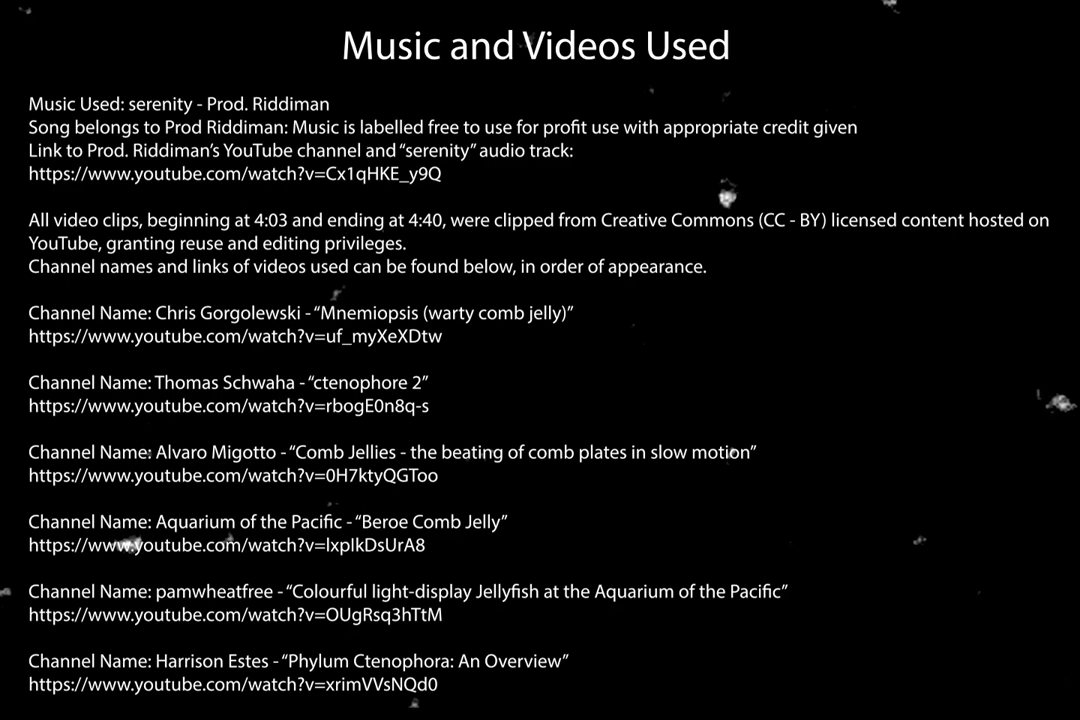 Music and Videos Used
Music Used: serenity - Prod. Riddiman
Song belongs to Prod Riddiman: Music is labelled free to use for profit use with appropriate credit given
Link to Prod. Riddiman’s YouTube channel and “serenity” audio track:
https://www.youtube.com/watch?v=Cx1qHKE_y9Q
All video clips, beginning at 4:03 and ending at 4:40, were clipped from Creative Commons (CC - BY) licensed content hosted on
YouTube, granting reuse and editing privileges.
Channel names and links of videos used can be found below, in order of appearance.
Channel Name: Chris Gorgolewski - “Mnemiopsis (warty comb jelly)”
https://www.youtube.com/watch?v=uf_myXeXDtw
Channel Name: Thomas Schwaha - “ctenophore 2”
https://www.youtube.com/watch?v=rbogE0n8q-s
Channel Name: Alvaro Migotto - “Comb Jellies - the beating of comb plates in slow motion”
https://www.youtube.com/watch?v=0H7ktyQGToo
Channel Name: Aquarium of the Pacific - “Beroe Comb Jelly”
https://www.youtube.com/watch?v=lxpIkDsUrA8
Channel Name: pamwheatfree - “Colourful light-display Jellyfish at the Aquarium of the Pacific”
https://www.youtube.com/watch?v=OUgRsq3hTtM
Channel Name: Harrison Estes - “Phylum Ctenophora: An Overview”
https://www.youtube.com/watch?v=xrimVVsNQd0